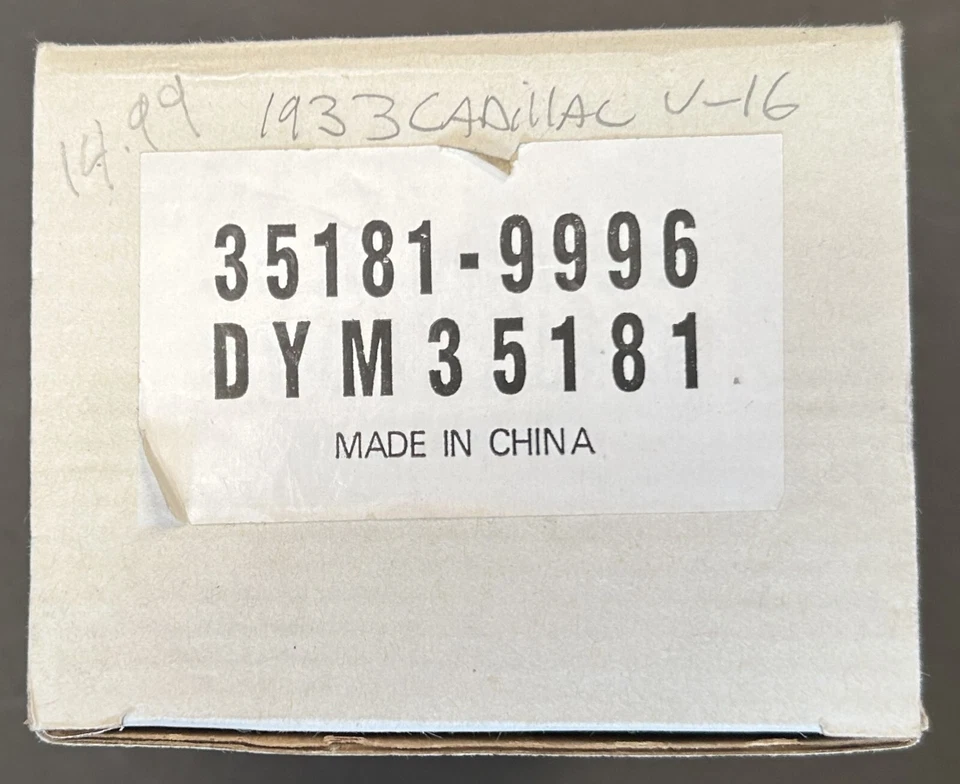 14.99 1933 CADillAC V-16
35181-9996
DYM35181
MADE IN CHINA